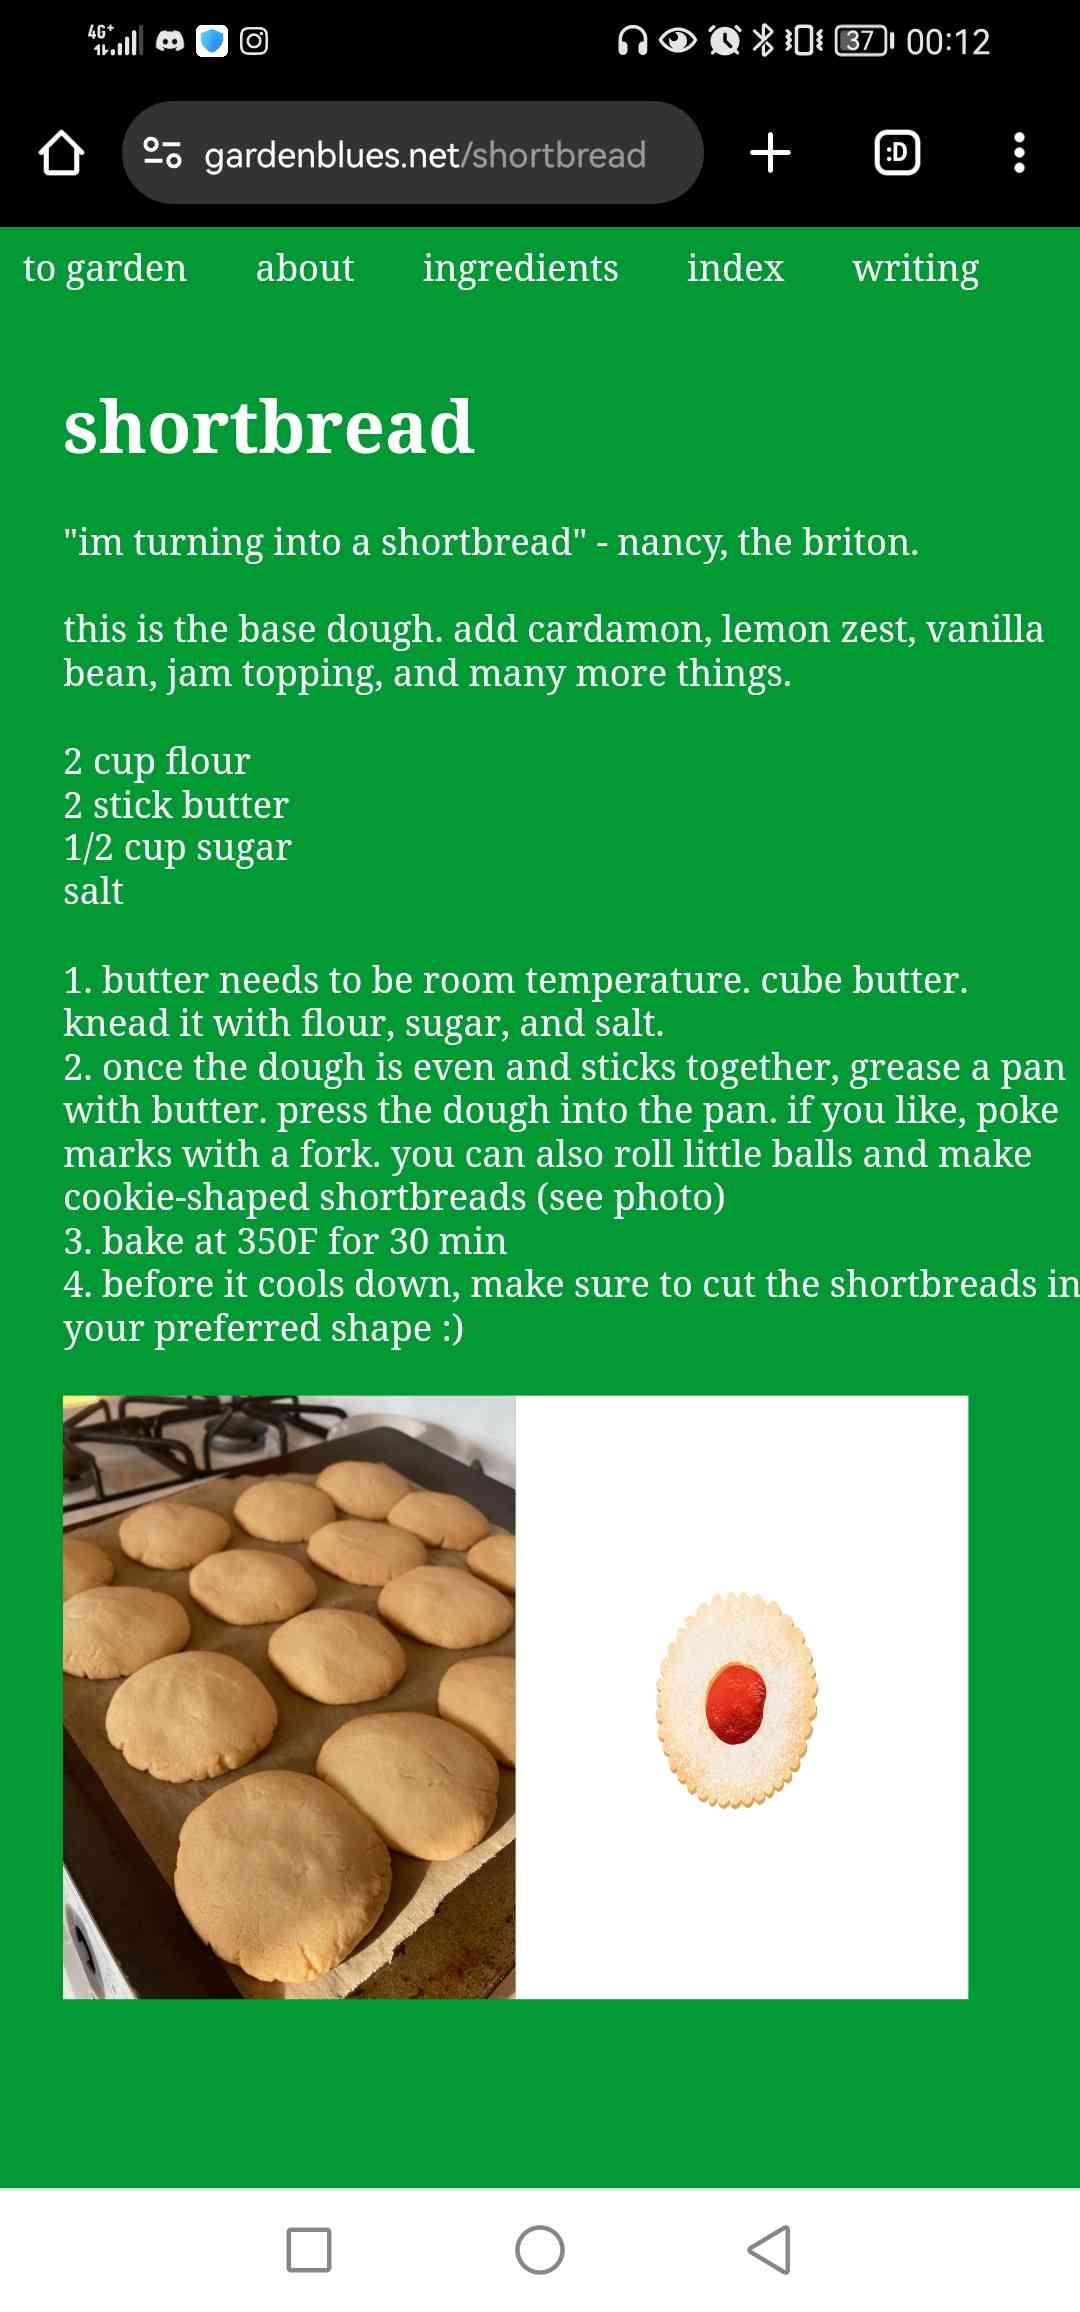 4G+
37
00:12
gardenblues.net/shortbread
:D
to garden about ingredients index writing
shortbread
"im turning into a shortbread" - nancy, the briton.
this is the base dough. add cardamon, lemon zest, vanilla
bean, jam topping, and many more things.
2 cup flour
2 stick butter
1/2 cup sugar
salt
1. butter needs to be room temperature. cube butter.
knead it with flour, sugar, and salt.
2. once the dough is even and sticks together, grease a pan
with butter. press the dough into the pan. if you like, poke
marks with a fork. you can also roll little balls and make
cookie-shaped shortbreads (see photo)
3. bake at 350F for 30 min
4. before it cools down, make sure to cut the shortbreads in
your preferred shape :)